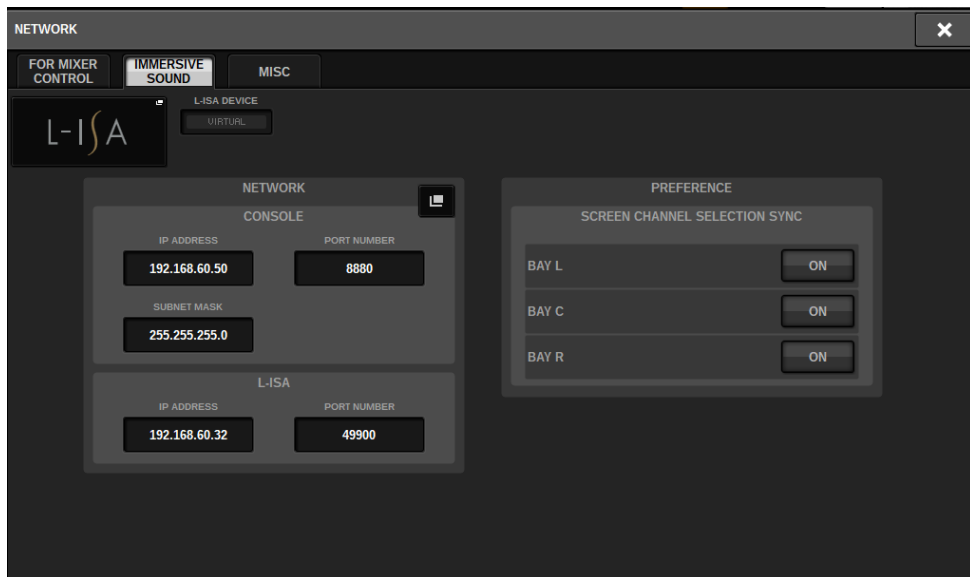 NETWORK
FOR MIXER
CONTROL
IMMERSIVE
SOUND
MISC
L-ISA
L-ISA DEVICE
VIRTUAL
NETWORK
CONSOLE
IP ADDRESS
PORT NUMBER
192.168.60.50
8880
SUBNET MASK
255.255.255.0
L-ISA
IP ADDRESS
PORT NUMBER
192.168.60.32
49900
PREFERENCE
SCREEN CHANNEL SELECTION SYNC
BAY L
ON
BAY C
ON
BAY R
ON